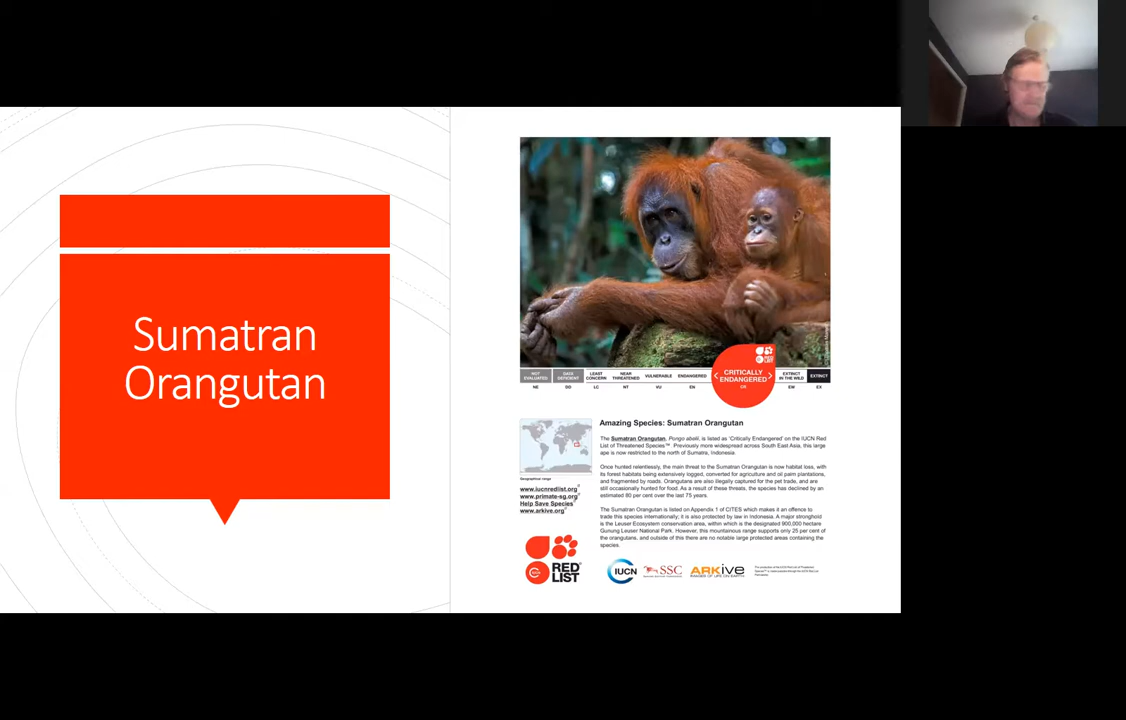 Sumatran
Orangutan
RED
LIST
NOT
EVALUATED
DATA
DEFICIENT
LEAST
CONCERN
NEAR
THREATENED
VULNERABLE
ENDANGERED
CRITICALLY
ENDANGERED
EXTINCT
IN THE WILD
EXTINCT
NE
DD
LC
NT
VU
EN
CR
EW
EX
Amazing Species: Sumatran Orangutan
The Sumatran Orangutan, Pongo abelii, is listed as 'Critically Endangered' on the IUCN Red
List of Threatened Species™ Previously more widespread across South East Asia, this large
ape is now restricted to the north of Sumatra, Indonesia.
Once hunted relentlessly, the main threat to the Sumatran Orangutan is now habitat loss, with
its forest habitats being extensively logged, converted for agriculture and oil palm plantations,
and fragmented by roads. Orangutans are also illegally captured for the pet trade, and are
still occasionally hunted for food. As a result of these threats, the species has declined by an
estimated 80 per cent over the last 75 years.
The Sumatran Orangutan is listed on Appendix 1 of CITES which makes it an offence to
trade this species internationally; it is also protected by law in Indonesia. A major stronghold
is the Leuser Ecosystem conservation area, within which is the designated 900,000 hectare
Gunung Leuser National Park. However, this mountainous range supports only 25 per cent of
the orangutans, and outside of this there are no notable large protected areas containing the
species.
Geographical range
www.iucnredlist.org
www.primate-sg.org
Help Save Species
www.arkive.org
RED
LIST
IUCN
SSC
ARKive
IMAGES OF LIFE ON EARTH